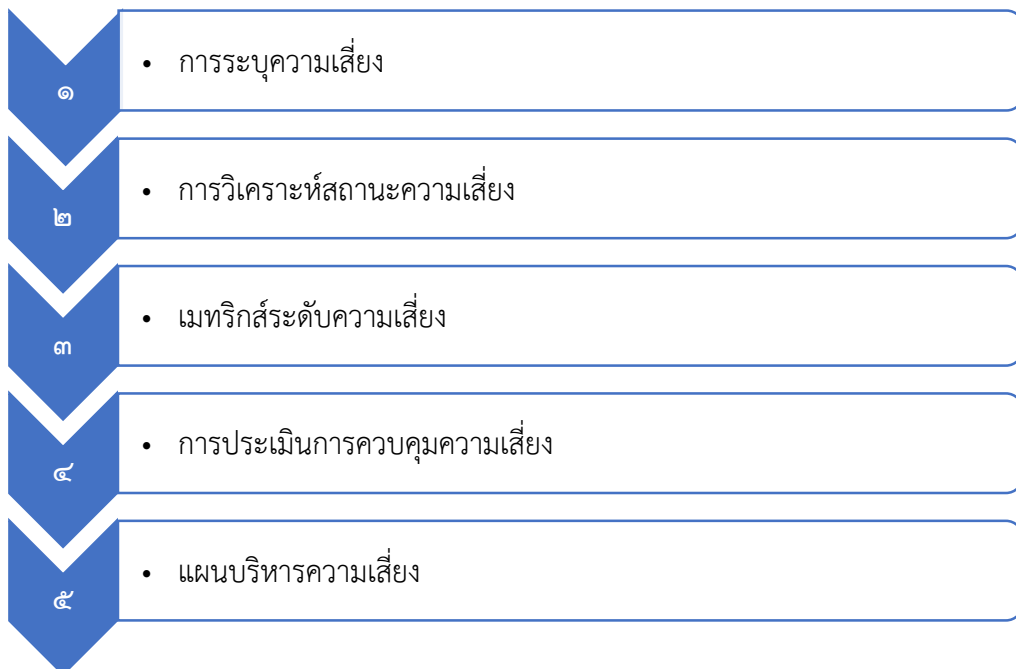 ๑
• การระบุความเสี่ยง
๒
• การวิเคราะห์สถานะความเสี่ยง
๓
• เมทริกส์ระดับความเสี่ยง
๔
• การประเมินการควบคุมความเสี่ยง
๕
• แผนบริหารความเสี่ยง